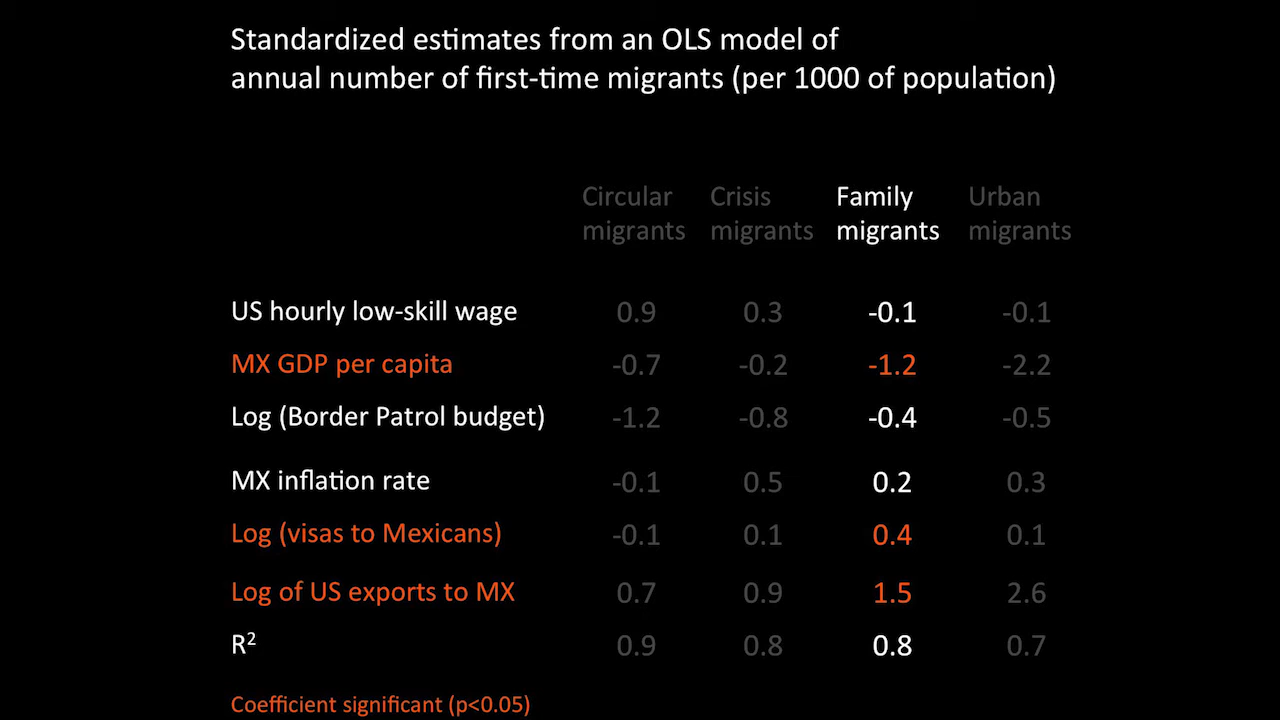 Standardized estimates from an OLS model of
annual number of first-time migrants (per 1000 of population)
Circular migrants Crisis migrants Family migrants Urban migrants
US hourly low-skill wage 0.9 0.3 -0.1 -0.1
MX GDP per capita -0.7 -0.2 -1.2 -2.2
Log (Border Patrol budget) -1.2 -0.8 -0.4 -0.5
MX inflation rate -0.1 0.5 0.2 0.3
Log (visas to Mexicans) -0.1 0.1 0.4 0.1
Log of US exports to MX 0.7 0.9 1.5 2.6
R² 0.9 0.8 0.8 0.7
Coefficient significant (p<0.05)